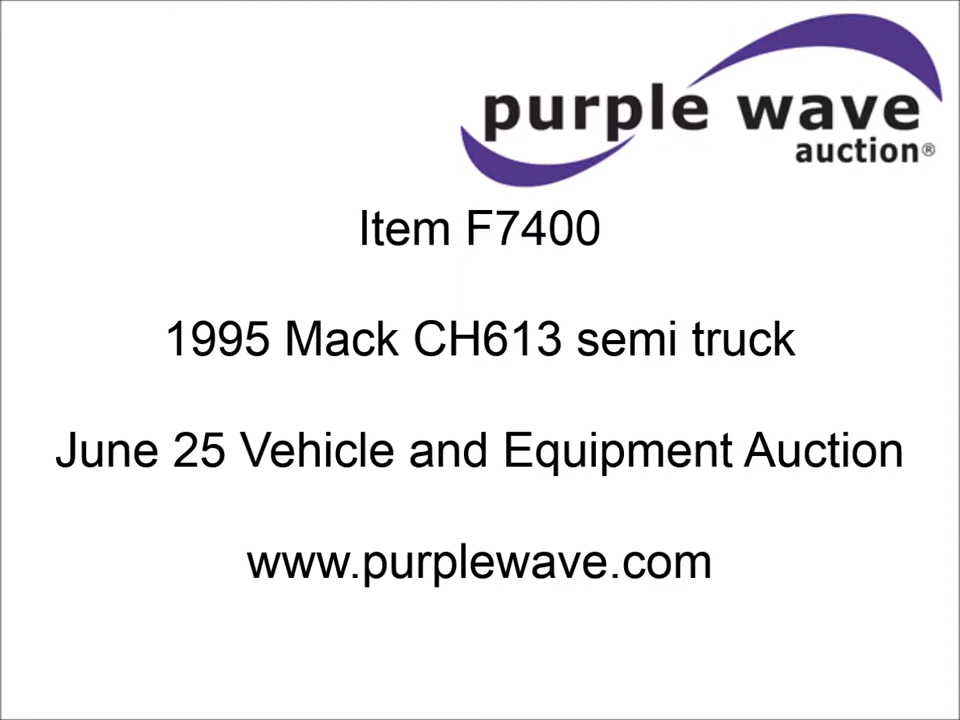 purple wave
auction®
Item F7400
1995 Mack CH613 semi truck
June 25 Vehicle and Equipment Auction
www.purplewave.com